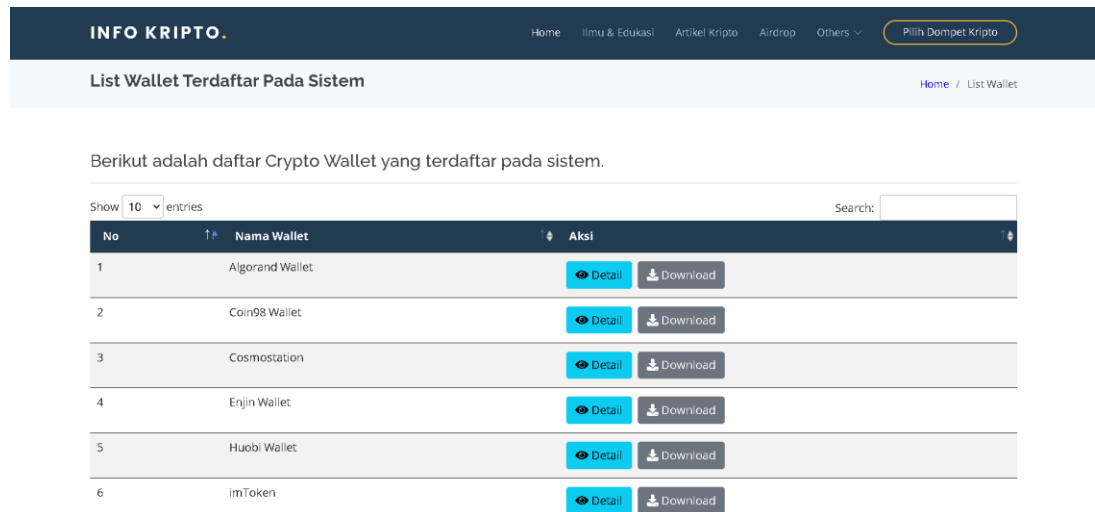 INFO KRIPTO.
Home Ilmu & Edukasi Artikel Kripto Airdrop Others Pilih Dompet Kripto
List Wallet Terdaftar Pada Sistem
Home / List Wallet
Berikut adalah daftar Crypto Wallet yang terdaftar pada sistem.
Show 10 entries
Search:
No Nama Wallet Aksi
1 Algorand Wallet Detail Download
2 Coin98 Wallet Detail Download
3 Cosmostation Detail Download
4 Enjin Wallet Detail Download
5 Huobi Wallet Detail Download
6 imToken Detail Download